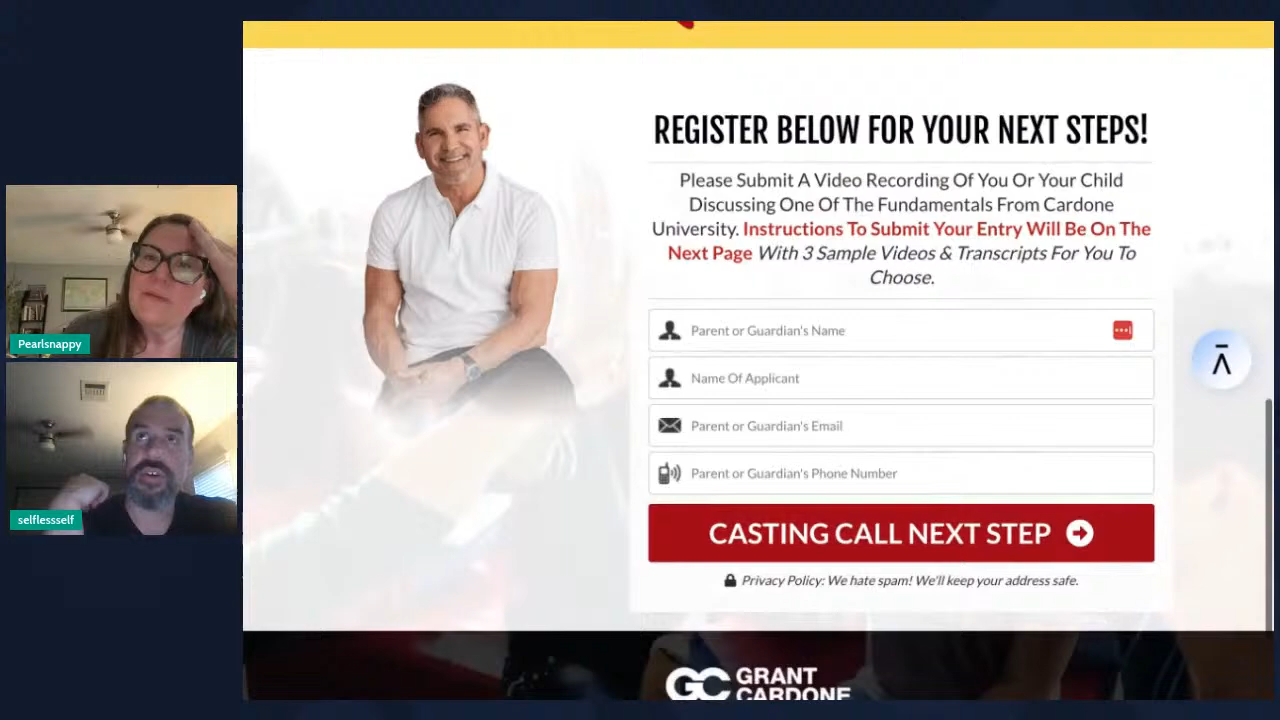 REGISTER BELOW FOR YOUR NEXT STEPS!
Please Submit A Video Recording Of You Or Your Child
Discussing One Of The Fundamentals From Cardone
University. Instructions To Submit Your Entry Will Be On The
Next Page With 3 Sample Videos & Transcripts For You To
Choose.
Parent or Guardian's Name
Name Of Applicant
Parent or Guardian's Email
Parent or Guardian's Phone Number
CASTING CALL NEXT STEP
Privacy Policy: We hate spam! We'll keep your address safe.
GC GRANT
CARDONE
Pearlsnappy
selflessself